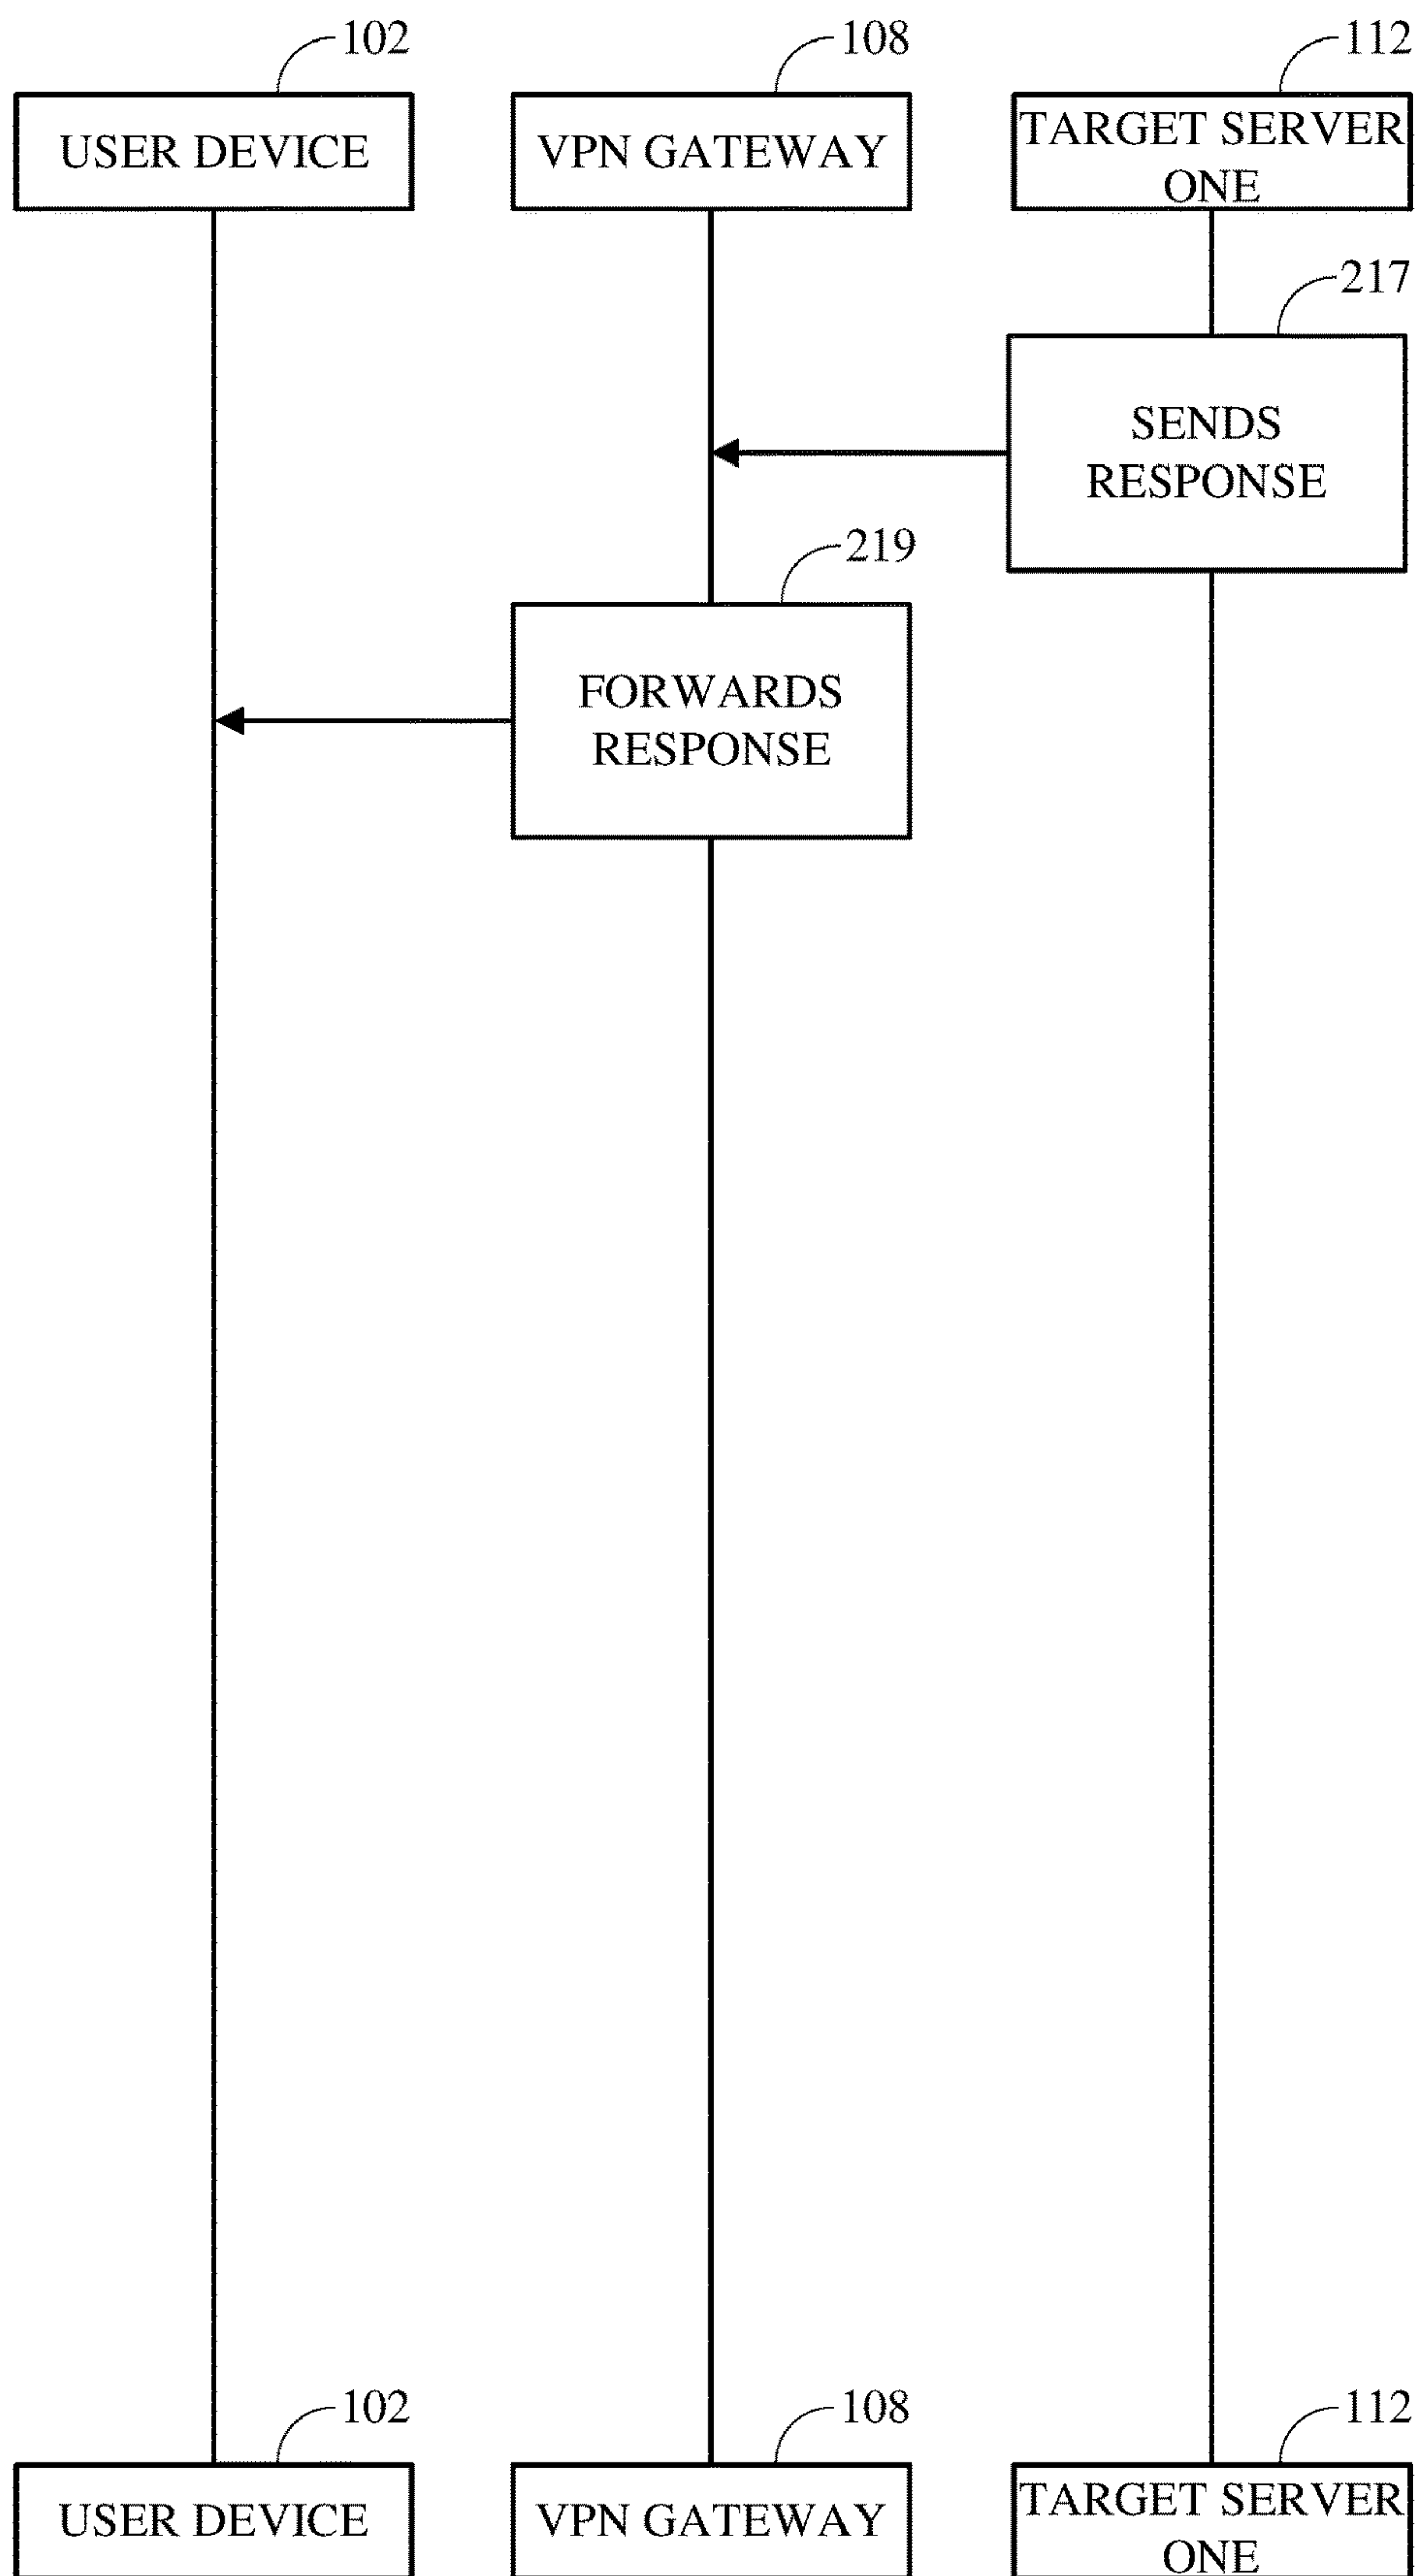 102
108
112
USER DEVICE
VPN GATEWAY
TARGET SERVER
ONE
217
SENDS
RESPONSE
219
FORWARDS
RESPONSE
102
108
112
USER DEVICE
VPN GATEWAY
TARGET SERVER
ONE